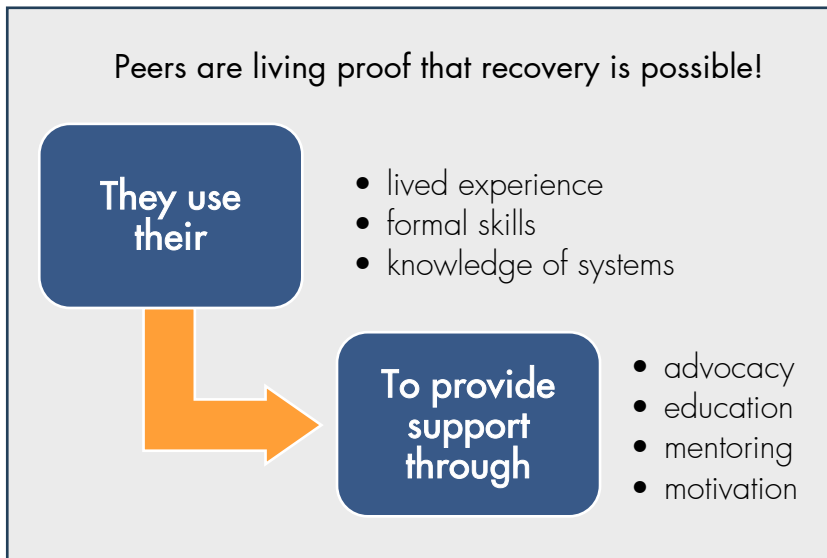 Peers are living proof that recovery is possible!
They use
their
• lived experience
• formal skills
• knowledge of systems
To provide
support
through
• advocacy
• education
• mentoring
• motivation